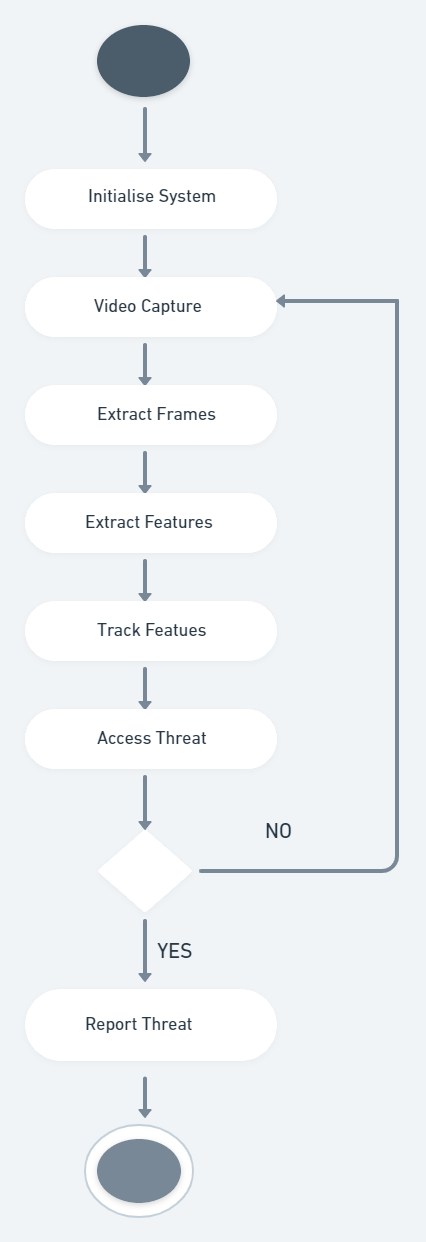 Initialise System
Video Capture
Extract Frames
Extract Features
Track Featues
Access Threat
NO
YES
Report Threat